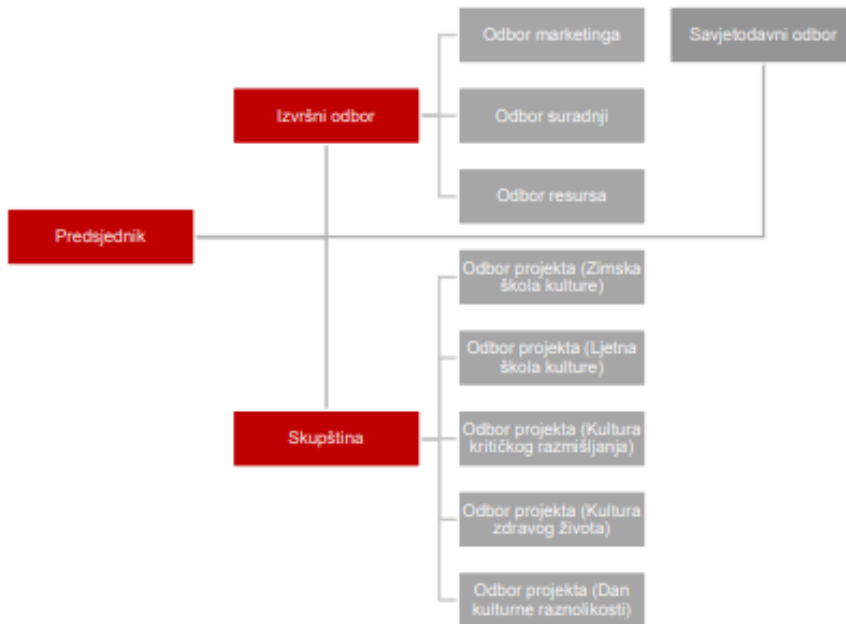 Odbor marketinga
Savjetodavni odbor
Izvršni odbor
Odbor suradnji
Odbor resursa
Predsjednik
Odbor projekta (Zimska
škola kulture)
Odbor projekta (Ljetna
škola kulture)
Skupština
Odbor projekta (Kultura
kritičkog razmišljanja)
Odbor projekta (Kultura
zdravog života)
Odbor projekta (Dan
kulturne raznolikosti)